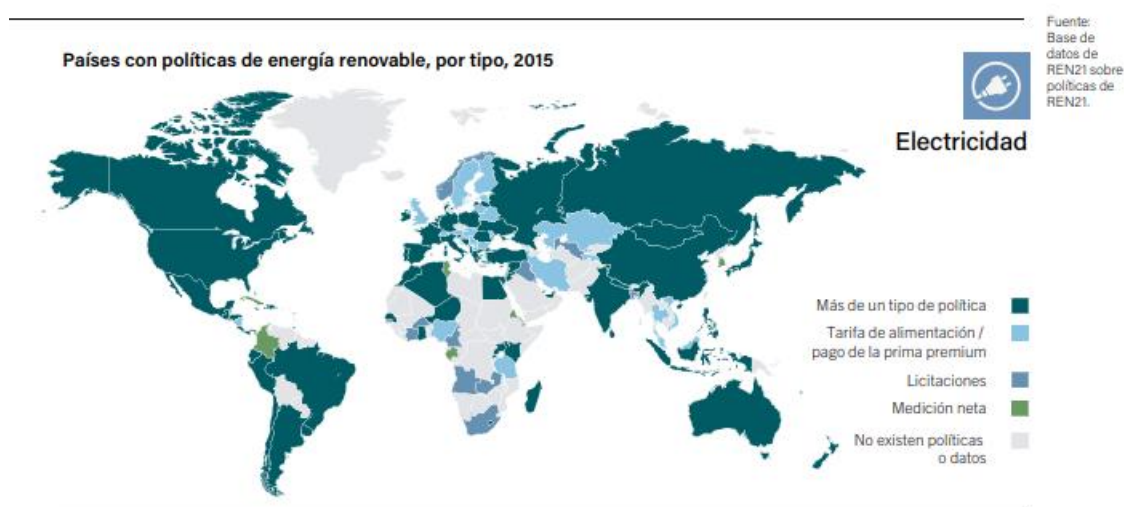 Países con políticas de energía renovable, por tipo, 2015
Fuente:
Base de
datos de
REN21 sobre
políticas de
REN21.
Electricidad
Más de un tipo de política
Tarifa de alimentación /
pago de la prima premium
Licitaciones
Medición neta
No existen políticas
o datos